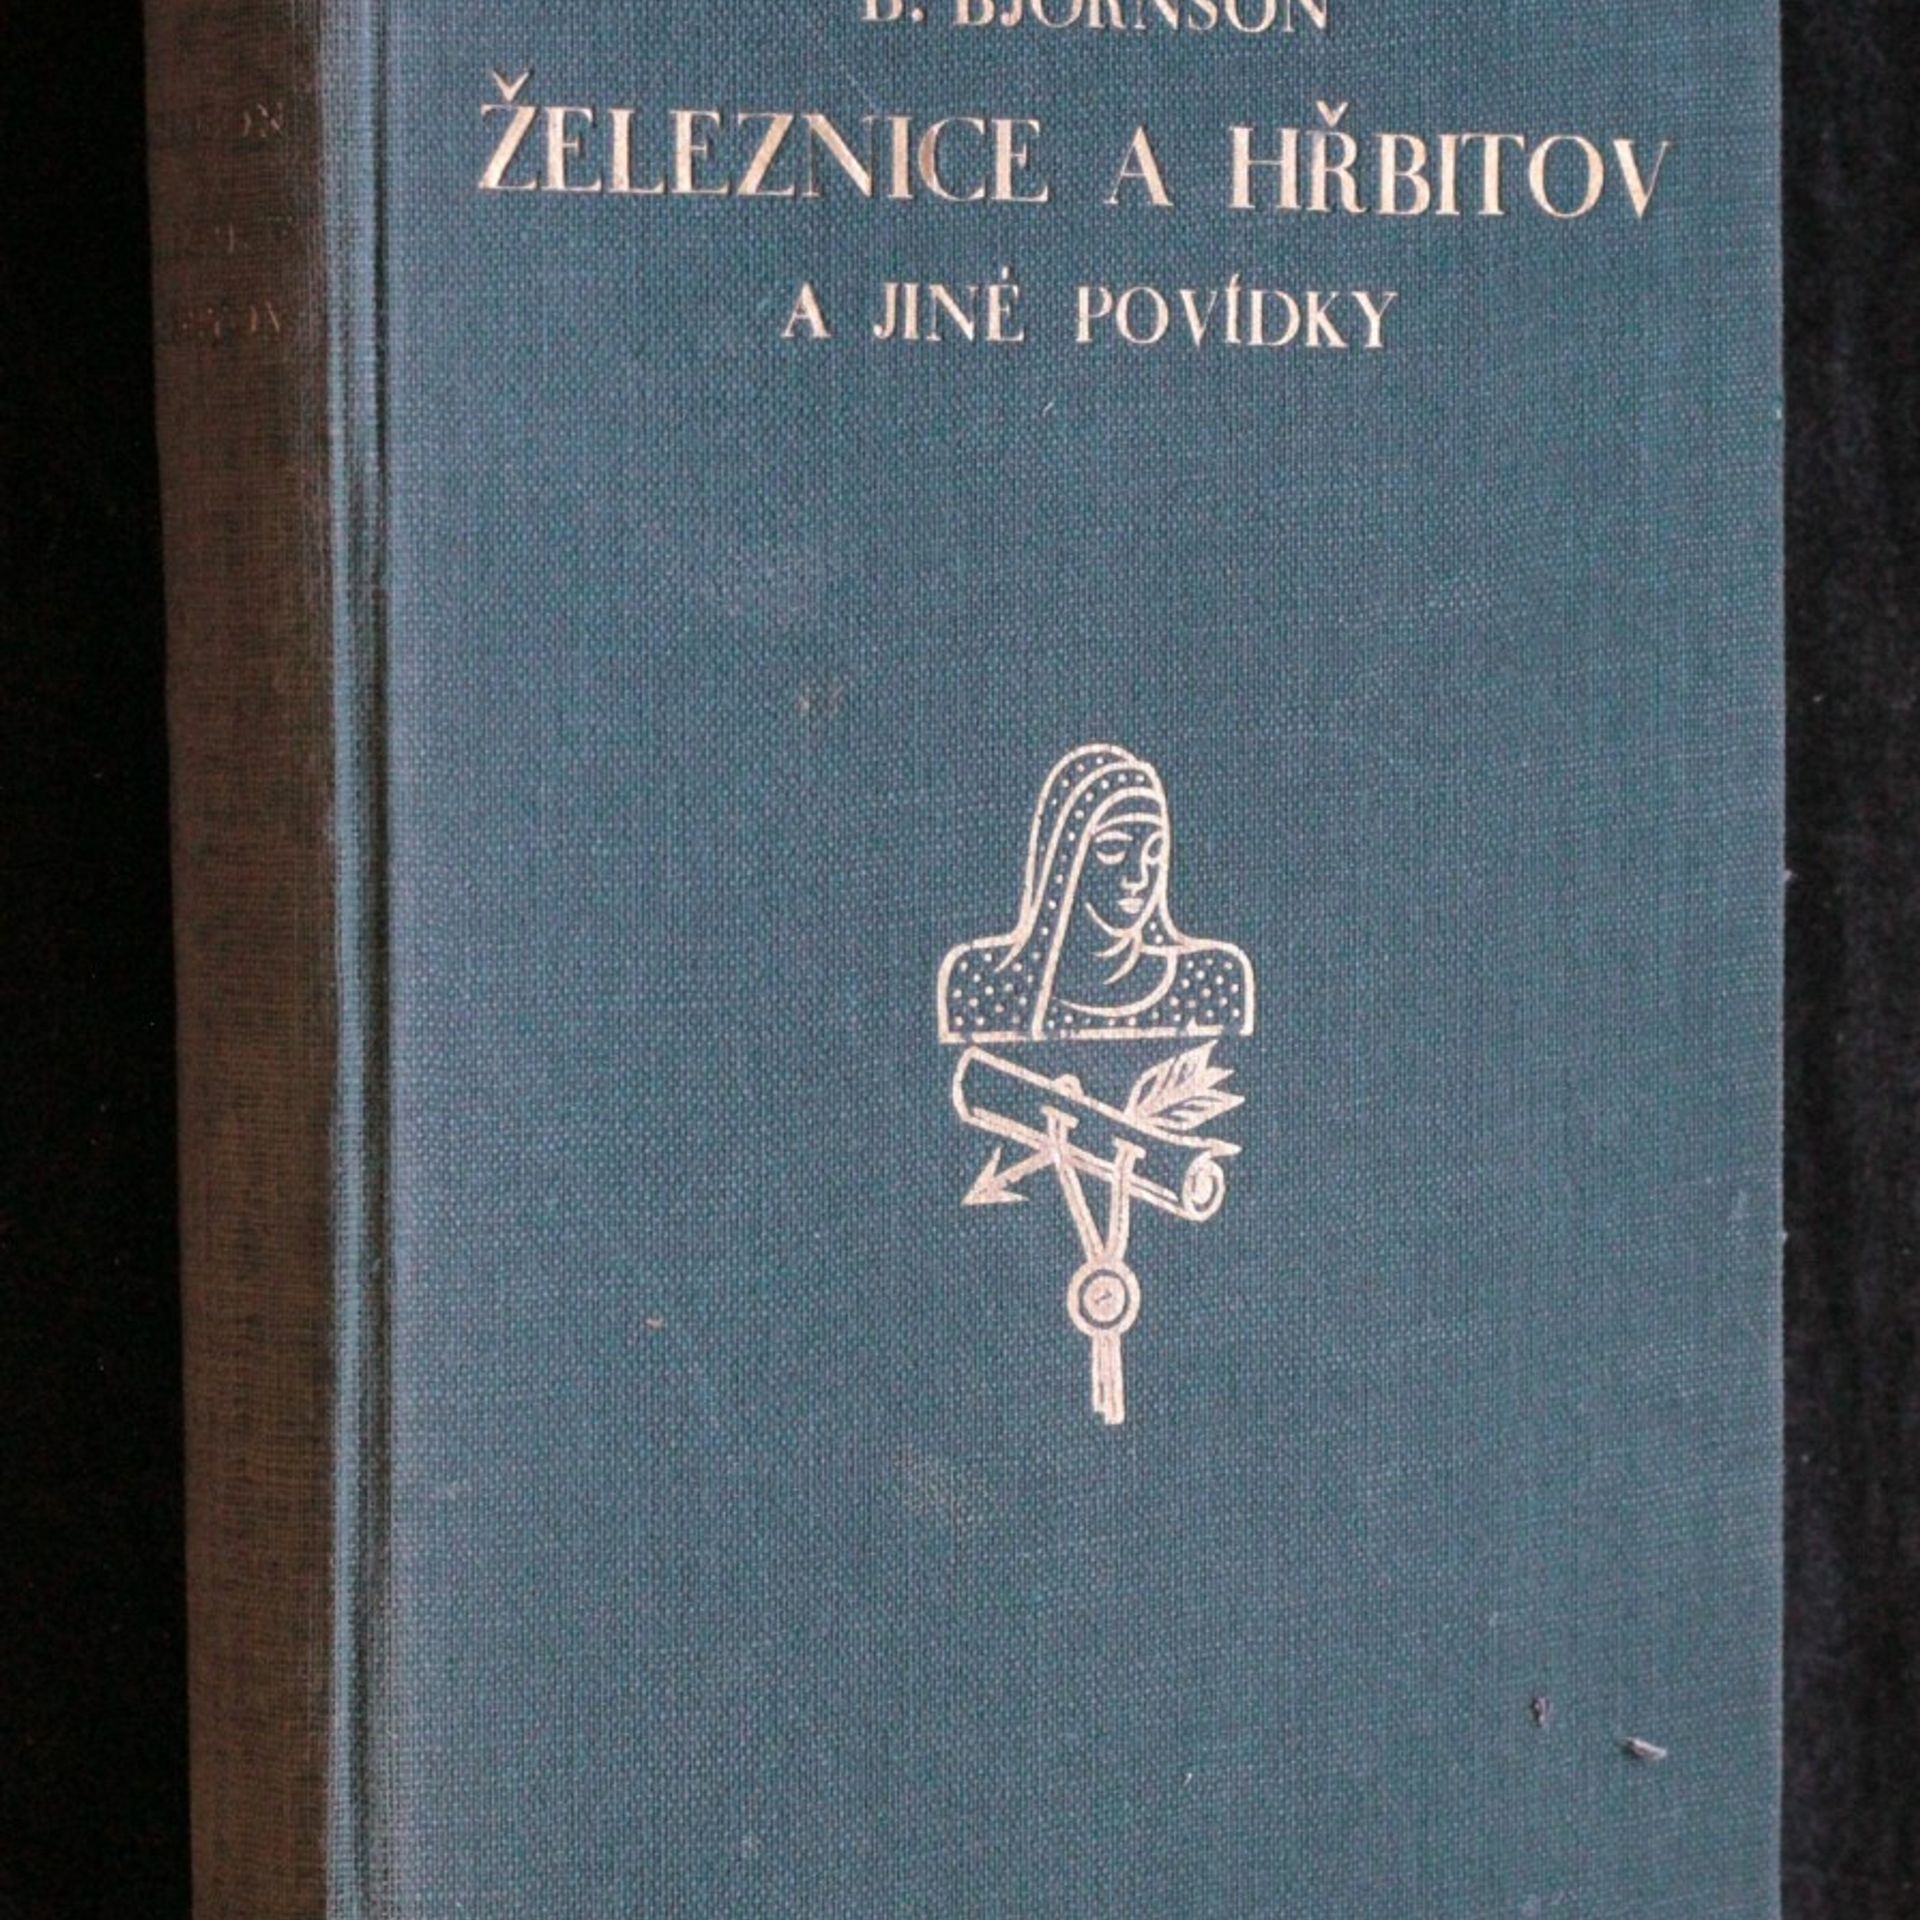 B. BJÖRNSON
ŽELEZNICE A HŘBITOV
A JINÉ POVÍDKY